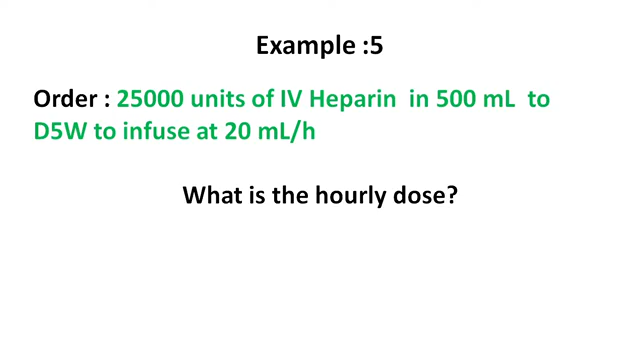 Example :5
Order : 25000 units of IV Heparin in 500 mL to
D5W to infuse at 20 mL/h
What is the hourly dose?